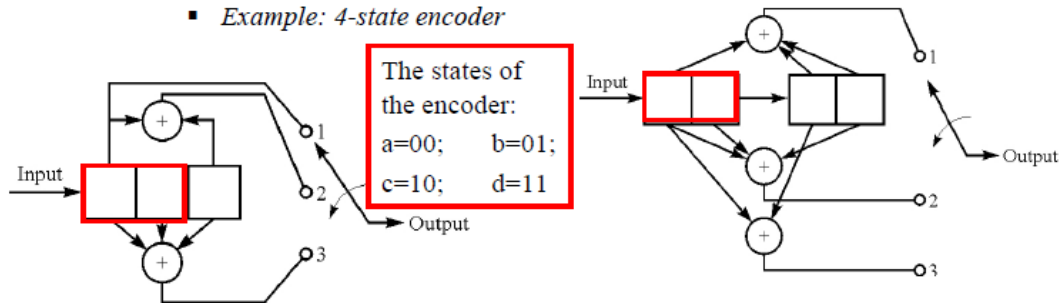 ▪ Example: 4-state encoder
Input
+
+
1
2
3
Output
The states of
the encoder:
a=00; b=01;
c=10; d=11
Input
+
+
+
1
2
3
Output